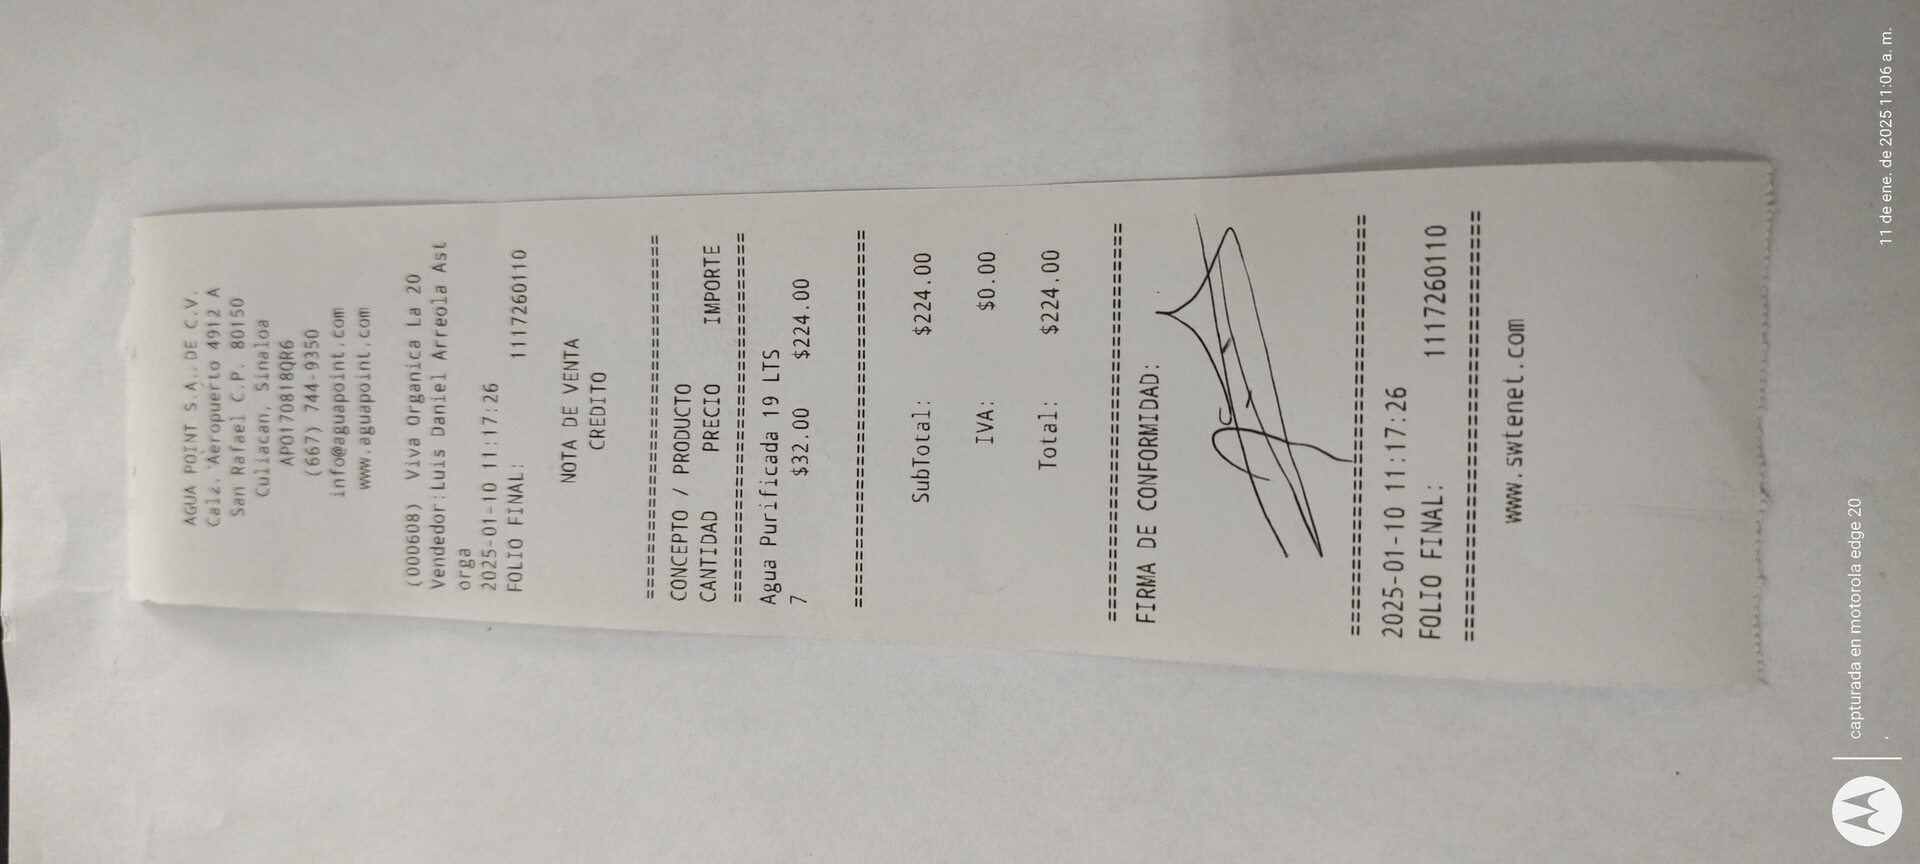 AGUA POINT S.A. DE C.V.
Calz. Aeropuerto 4912 A
San Rafael C.P. 80150
Culiacan, Sinaloa
APO170818QR6
(667) 744-9350
info@aguapoint.com
www.aguapoint.com
(000608) Viva Organica La 20
Vendedor:Luis Daniel Arreola Ast
orga
2025-01-10 11:17:26
FOLIO FINAL: 1117260110
NOTA DE VENTA
CREDITO
================================
CONCEPTO / PRODUCTO
CANTIDAD PRECIO IMPORTE
================================
Agua Purificada 19 LTS
7 $32.00 $224.00
================================
SubTotal: $224.00
IVA: $0.00
Total: $224.00
================================
FIRMA DE CONFORMIDAD:
================================
2025-01-10 11:17:26
FOLIO FINAL: 1117260110
================================
www.swtenet.com
capturada en motorola edge 20
11 de ene. de 2025 11:06 a. m.